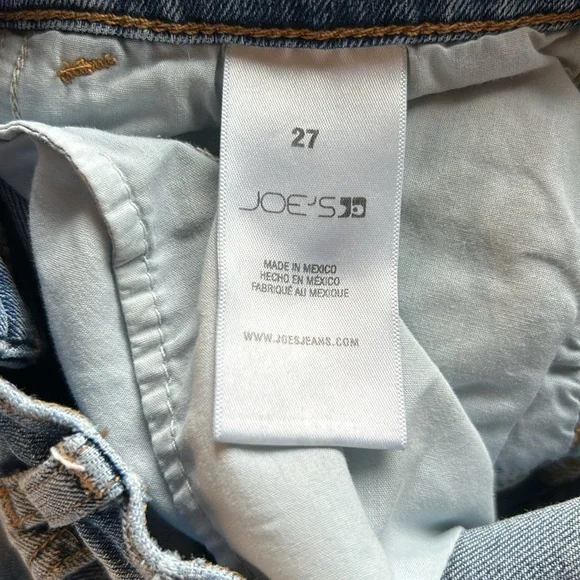 27
JOE'S
MADE IN MEXICO
HECHO EN MÉXICO
FABRIQUÉ AU MEXIQUE
WWW.JOESJEANS.COM